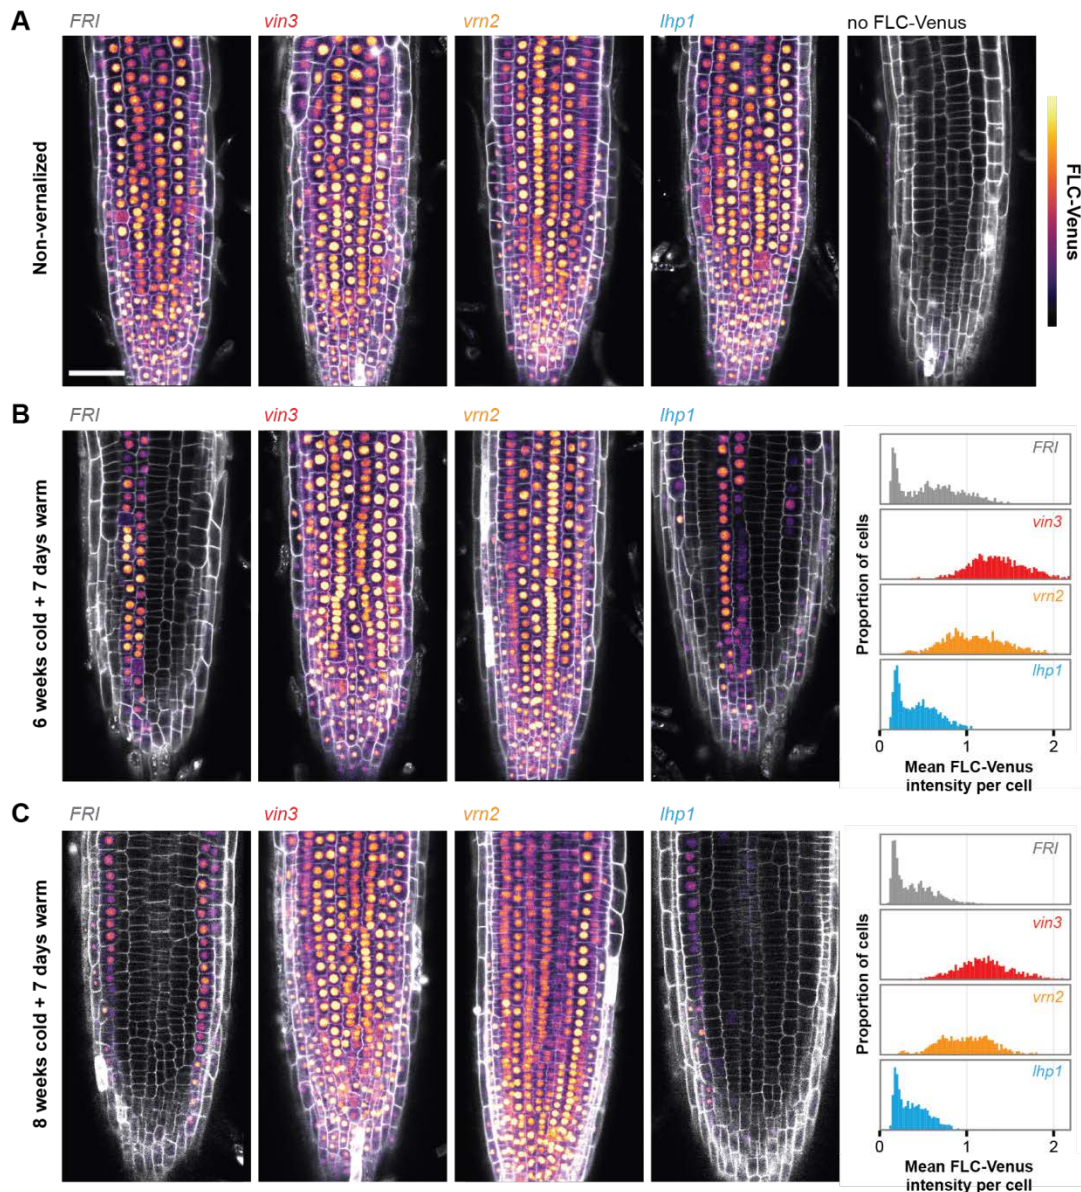 A
FRI vin3 vrn2 lhp1 no FLC-Venus
Non-vernalized
FLC-Venus
B
FRI vin3 vrn2 lhp1
6 weeks cold + 7 days warm
Proportion of cells
FRI
vin3
vrn2
lhp1
0 1 2
Mean FLC-Venus
intensity per cell
C
FRI vin3 vrn2 lhp1
8 weeks cold + 7 days warm
Proportion of cells
FRI
vin3
vrn2
lhp1
0 1 2
Mean FLC-Venus
intensity per cell